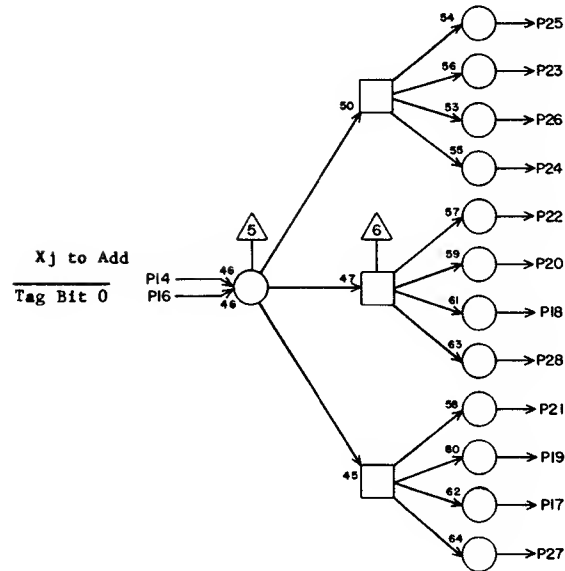 54
P25
56
P23
50
53
P26
55
P24
5
6
57
P22
59
P20
Xj to Add
P14
46
47
61
P18
Tag Bit 0
P16
46
63
P28
58
P21
60
P19
45
62
P17
64
P27